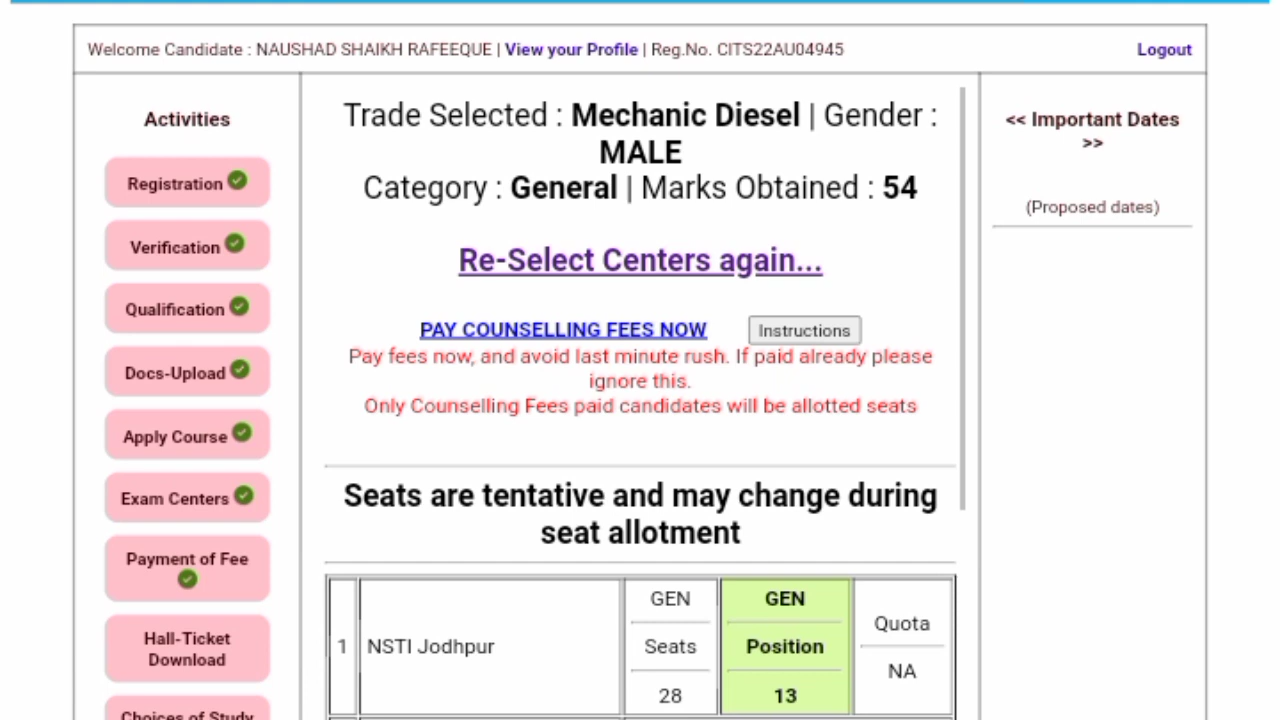 Welcome Candidate : NAUSHAD SHAIKH RAFEEQUE | View your Profile | Reg.No. CITS22AU04945
Logout
Activities
Registration
Verification
Qualification
Docs-Upload
Apply Course
Exam Centers
Payment of Fee
Hall-Ticket
Download
Choices of Study
Trade Selected : Mechanic Diesel | Gender :
MALE
Category : General | Marks Obtained : 54
Re-Select Centers again...
PAY COUNSELLING FEES NOW
Instructions
Pay fees now, and avoid last minute rush. If paid already please
ignore this.
Only Counselling Fees paid candidates will be allotted seats
Seats are tentative and may change during
seat allotment
1
NSTI Jodhpur
GEN
Seats
28
GEN
Position
13
Quota
NA
<< Important Dates
>>
(Proposed dates)